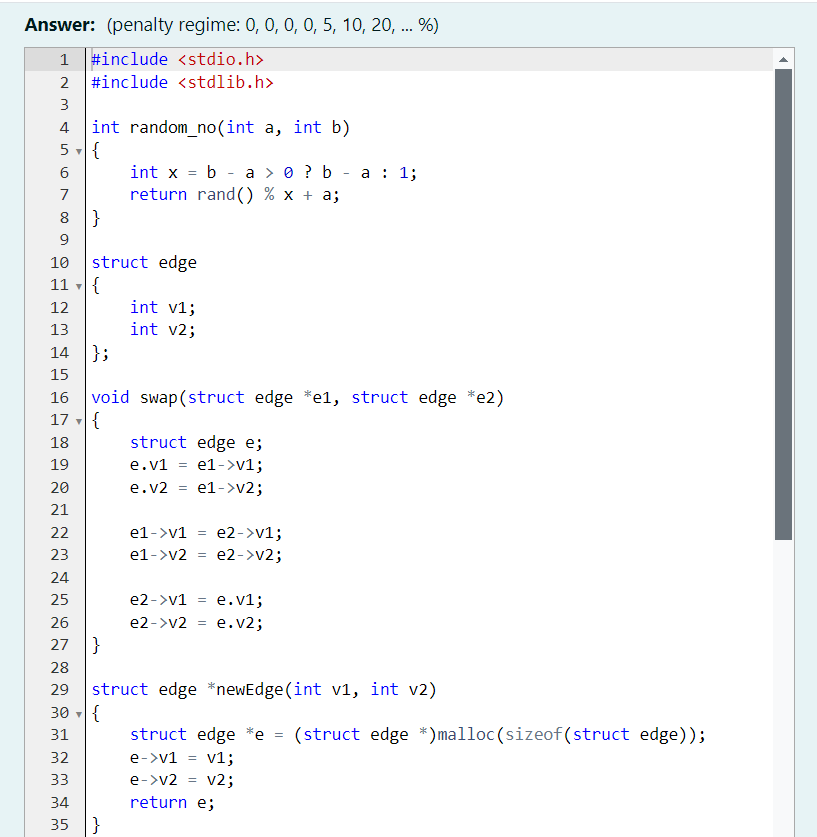 Answer: (penalty regime: 0, 0, 0, 0, 5, 10, 20, ... %)
1 #include <stdio.h>
2 #include <stdlib.h>
3
4 int random_no(int a, int b)
5 {
6     int x = b - a > 0 ? b - a : 1;
7     return rand() % x + a;
8 }
9
10 struct edge
11 {
12     int v1;
13     int v2;
14 };
15
16 void swap(struct edge *e1, struct edge *e2)
17 {
18     struct edge e;
19     e.v1 = e1->v1;
20     e.v2 = e1->v2;
21
22     e1->v1 = e2->v1;
23     e1->v2 = e2->v2;
24
25     e2->v1 = e.v1;
26     e2->v2 = e.v2;
27 }
28
29 struct edge *newEdge(int v1, int v2)
30 {
31     struct edge *e = (struct edge *)malloc(sizeof(struct edge));
32     e->v1 = v1;
33     e->v2 = v2;
34     return e;
35 }